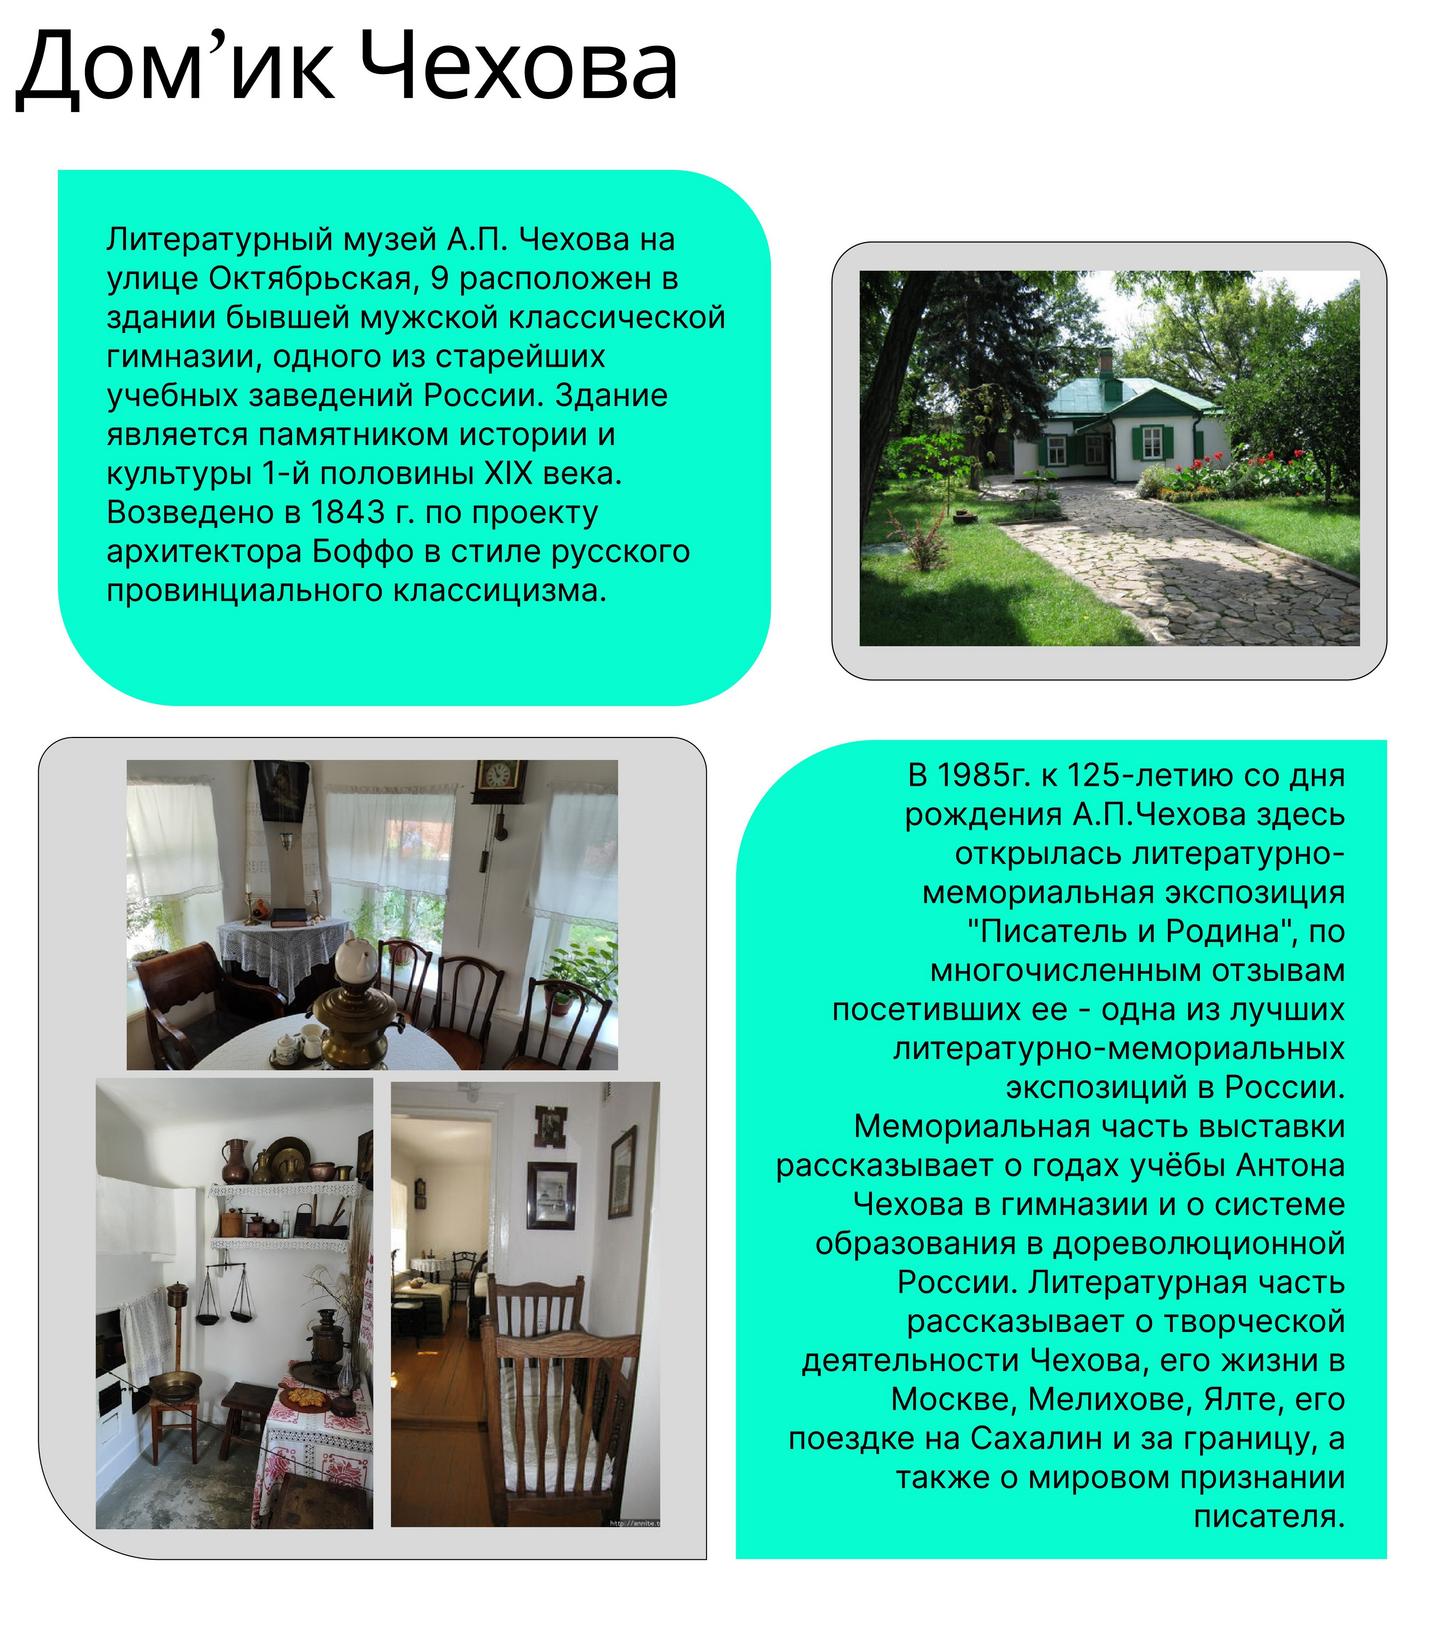 Дом’ик Чехова
Литературный музей А.П. Чехова на
улице Октябрьская, 9 расположен в
здании бывшей мужской классической
гимназии, одного из старейших
учебных заведений России. Здание
является памятником истории и
культуры 1-й половины XIX века.
Возведено в 1843 г. по проекту
архитектора Боффо в стиле русского
провинциального классицизма.
В 1985г. к 125-летию со дня
рождения А.П.Чехова здесь
открылась литературно-
мемориальная экспозиция
"Писатель и Родина", по
многочисленным отзывам
посетивших ее - одна из лучших
литературно-мемориальных
экспозиций в России.
Мемориальная часть выставки
рассказывает о годах учёбы Антона
Чехова в гимназии и о системе
образования в дореволюционной
России. Литературная часть
рассказывает о творческой
деятельности Чехова, его жизни в
Москве, Мелихове, Ялте, его
поездке на Сахалин и за границу, а
также о мировом признании
писателя.